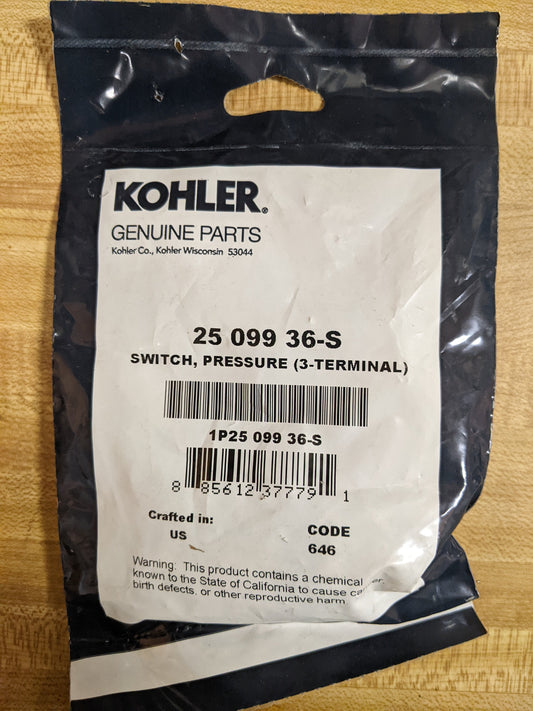 KOHLER®
GENUINE PARTS
Kohler Co., Kohler Wisconsin 53044
25 099 36-S
SWITCH, PRESSURE (3-TERMINAL)
1P25 099 36-S
8 85612 37779 1
Crafted in:
US
CODE
646
Warning: This product contains a chemical
known to the State of California to cause
birth defects, or other reproductive harm